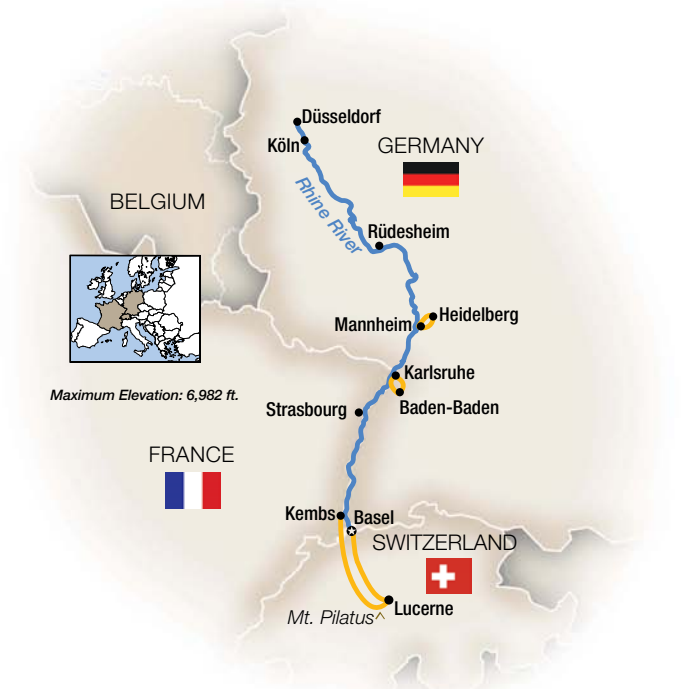 Düsseldorf
Köln
GERMANY
BELGIUM
Rhine River
Rüdesheim
Heidelberg
Mannheim
Karlsruhe
Maximum Elevation: 6,982 ft.
Baden-Baden
Strasbourg
FRANCE
Kembs
Basel
SWITZERLAND
Lucerne
Mt. Pilatus^